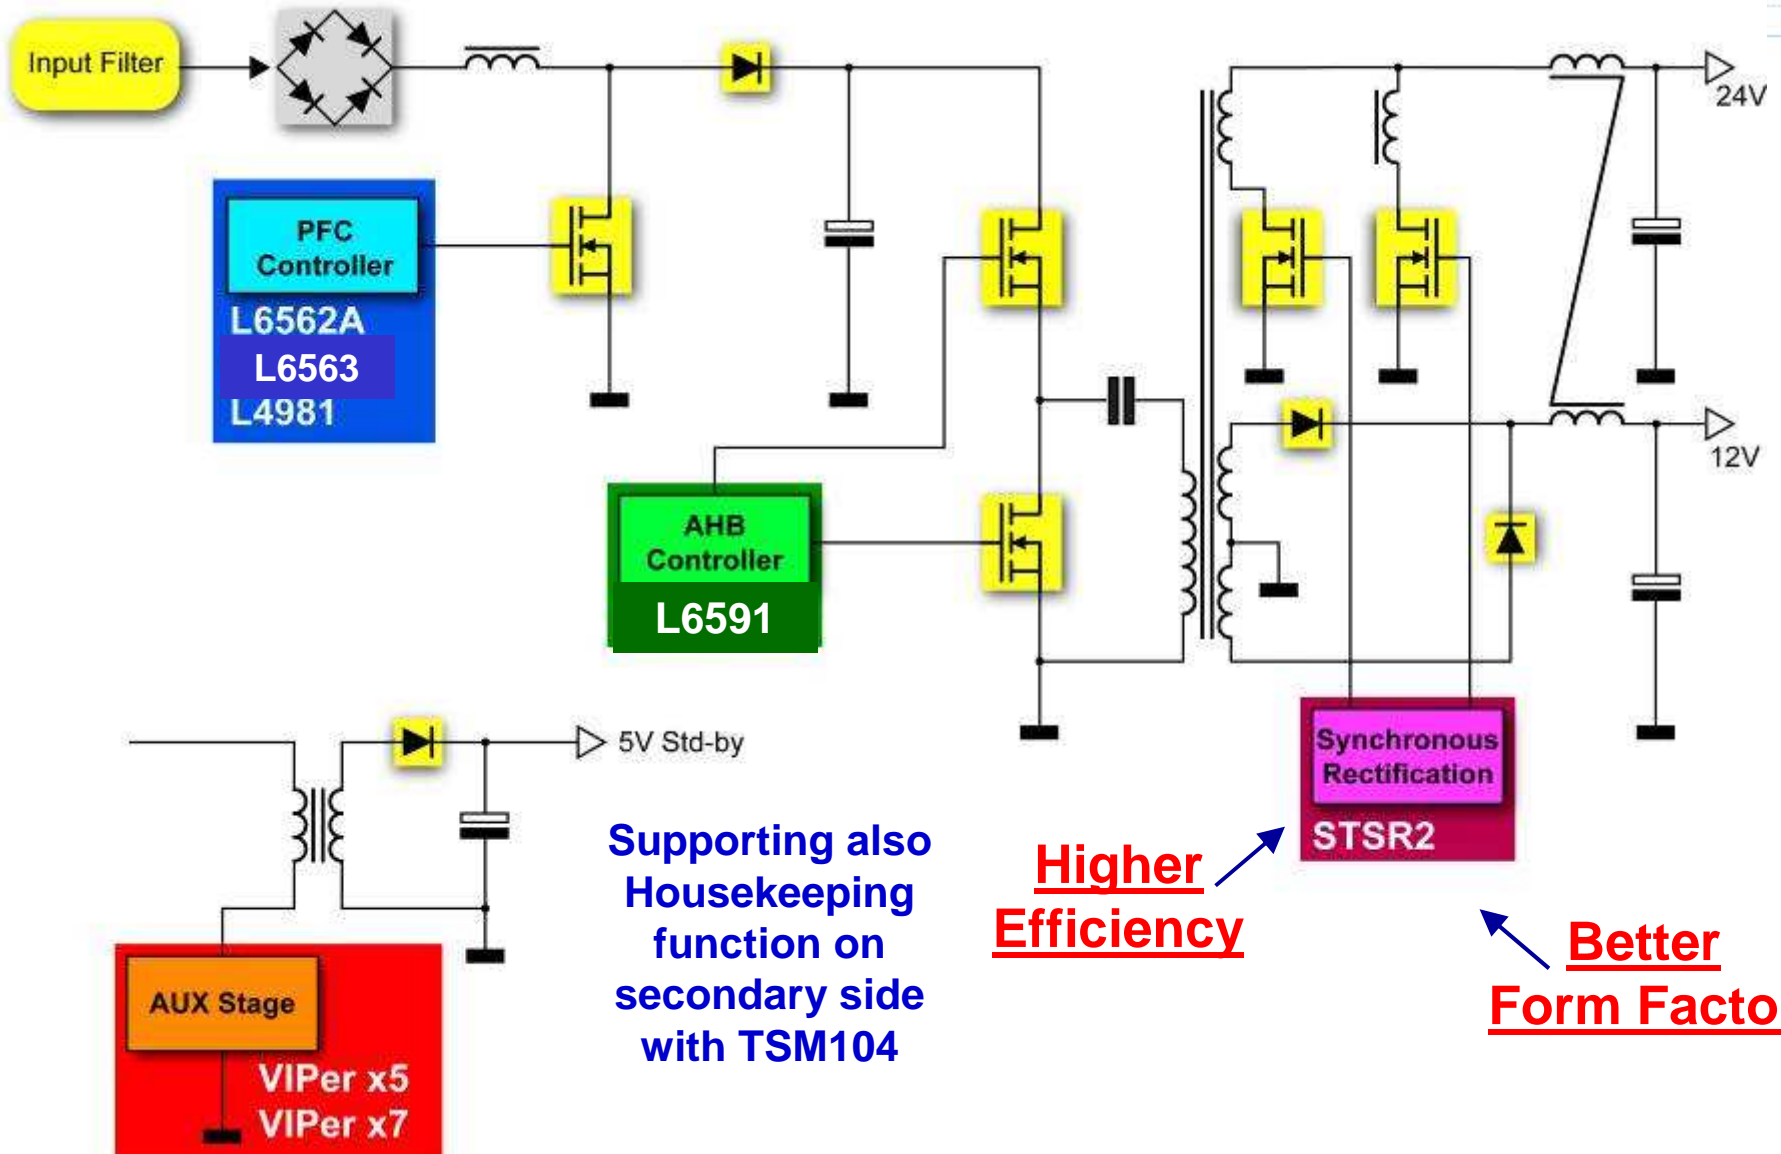 Input Filter
24V
PFC
Controller
L6562A
L6563
L4981
12V
AHB
Controller
L6591
5V Std-by
Synchronous
Rectification
STSR2
Supporting also
Housekeeping
function on
secondary side
with TSM104
Higher
Efficiency
Better
Form Facto
AUX Stage
VIPer x5
VIPer x7